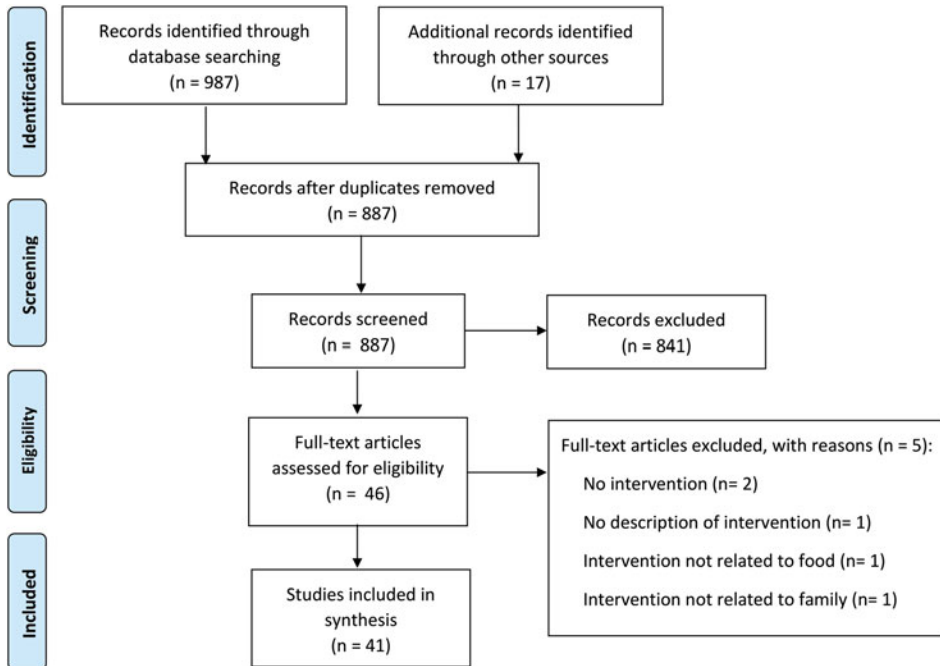 Identification
Records identified through
database searching
(n = 987)
Additional records identified
through other sources
(n = 17)
Records after duplicates removed
(n = 887)
Screening
Records screened
(n = 887)
Records excluded
(n = 841)
Eligibility
Full-text articles
assessed for eligibility
(n = 46)
Full-text articles excluded, with reasons (n = 5):
No intervention (n= 2)
No description of intervention (n= 1)
Intervention not related to food (n= 1)
Intervention not related to family (n= 1)
Included
Studies included in
synthesis
(n = 41)